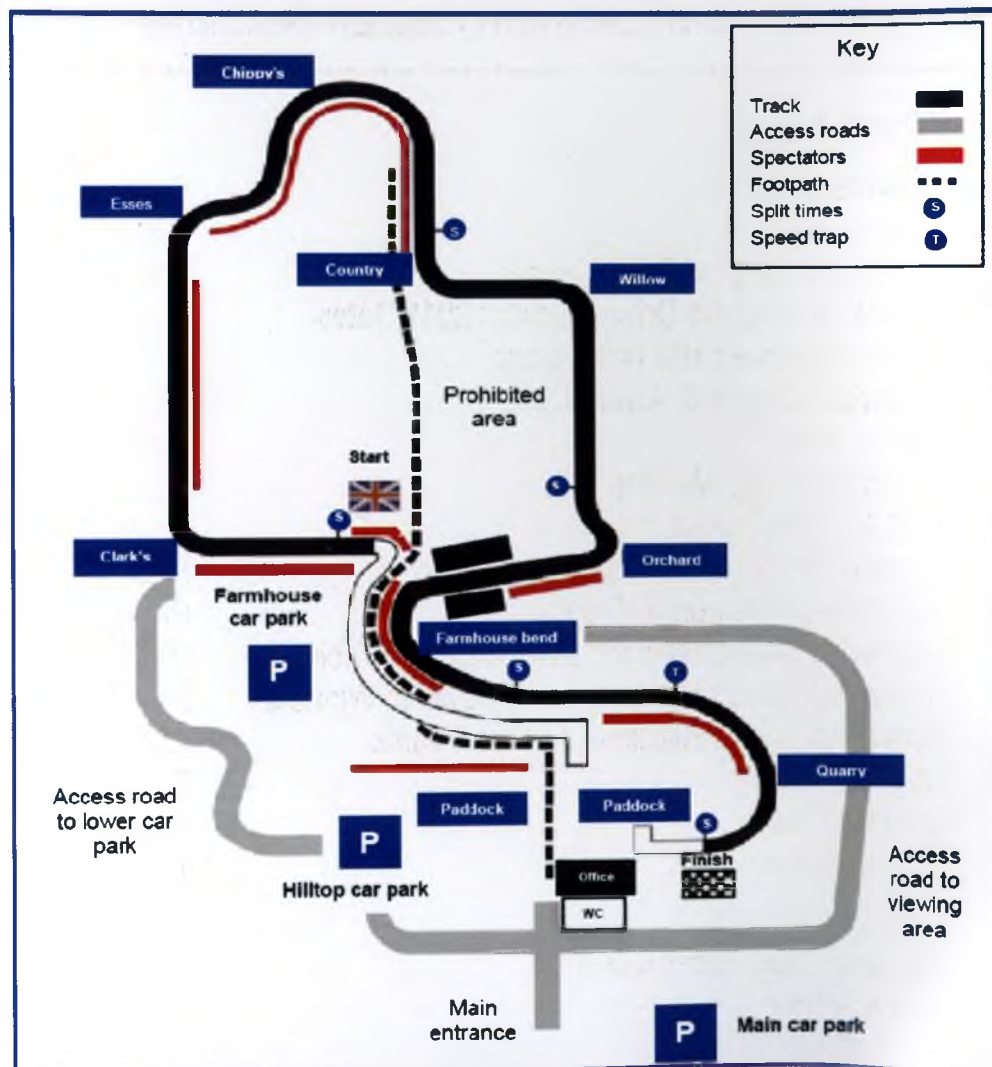 Key
Track
Access roads
Spectators
Footpath
Split times
S
Speed trap
T
Chippy's
Esses
Country
S
Willow
Prohibited
area
Start
S
S
Clark's
Orchard
Farmhouse
car park
P
Farmhouse bend
S
T
Quarry
Access road
to lower car
park
Paddock
Paddock
S
P
Hilltop car park
Finish
Office
WC
Access
road to
viewing
area
Main
entrance
P
Main car park